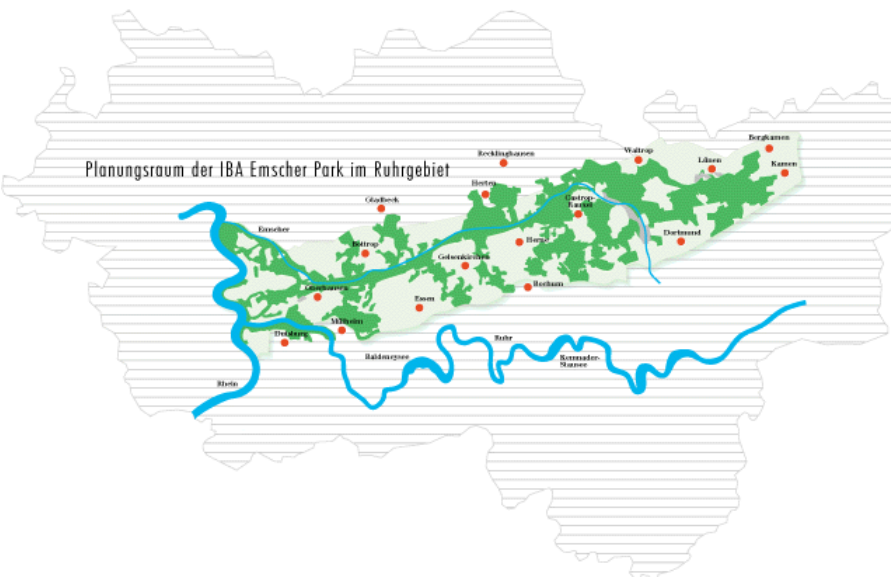 Bergkamen
Waltrop
Recklinghausen
Lünen
Kamen
Planungsraum der IBA Emscher Park im Ruhrgebiet
Herten
Gladbeck
Castrop-
Rauxel
Emscher
Dortmund
Herne
Bottrop
Gelsenkirchen
Bochum
Oberhausen
Essen
Mülheim
Duisburg
Ruhr
Baldeneysee
Kemnader-
Stausee
Rhein